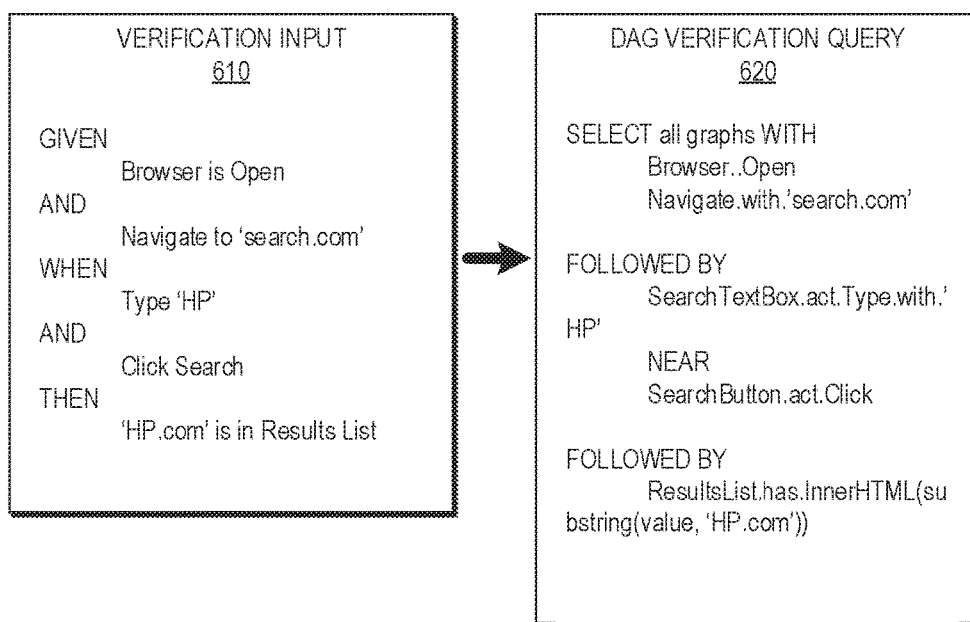 VERIFICATION INPUT
610
GIVEN
Browser is Open
AND
Navigate to ‘search.com’
WHEN
Type ‘HP’
AND
Click Search
THEN
‘HP.com’ is in Results List
DAG VERIFICATION QUERY
620
SELECT all graphs WITH
Browser..Open
Navigate.with.’search.com’
FOLLOWED BY
SearchTextBox.act.Type.with.’
HP’
NEAR
SearchButton.act.Click
FOLLOWED BY
ResultsList.has.InnerHTML(su
bstring(value, ‘HP.com’))